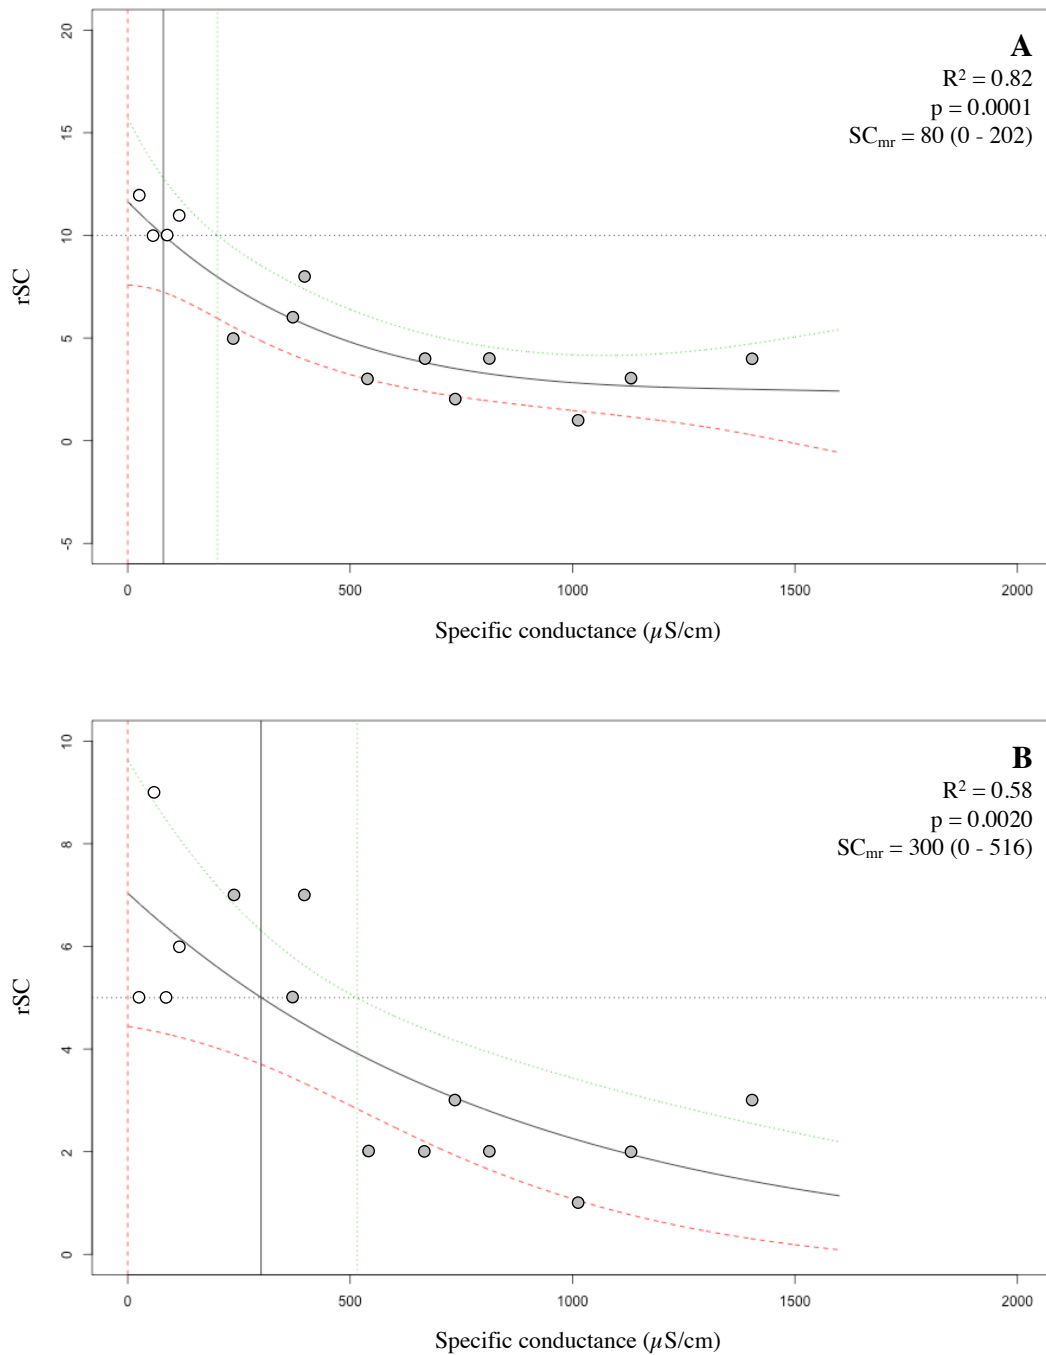 A
R² = 0.82
p = 0.0001
SCmr = 80 (0 - 202)
20
15
10
5
0
-5
rSC
0 500 1000 1500 2000
Specific conductance (µS/cm)
B
R² = 0.58
p = 0.0020
SCmr = 300 (0 - 516)
10
8
6
4
2
0
rSC
0 500 1000 1500 2000
Specific conductance (µS/cm)